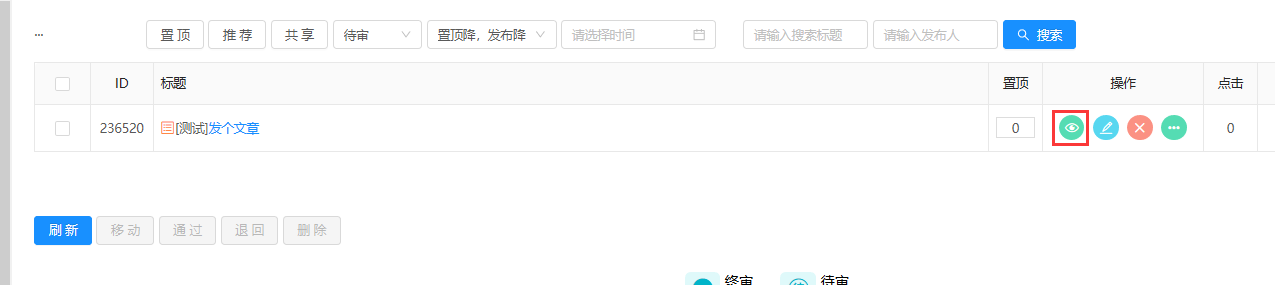 ... 置 顶 推 荐 共 享 待审 置顶降，发布降 请选择时间 请输入搜索标题 请输入发布人 搜索
ID 标题 置顶 操作 点击
236520 [测试]发个文章 0 0
刷 新 移 动 通 过 退 回 删 除
终审 待审